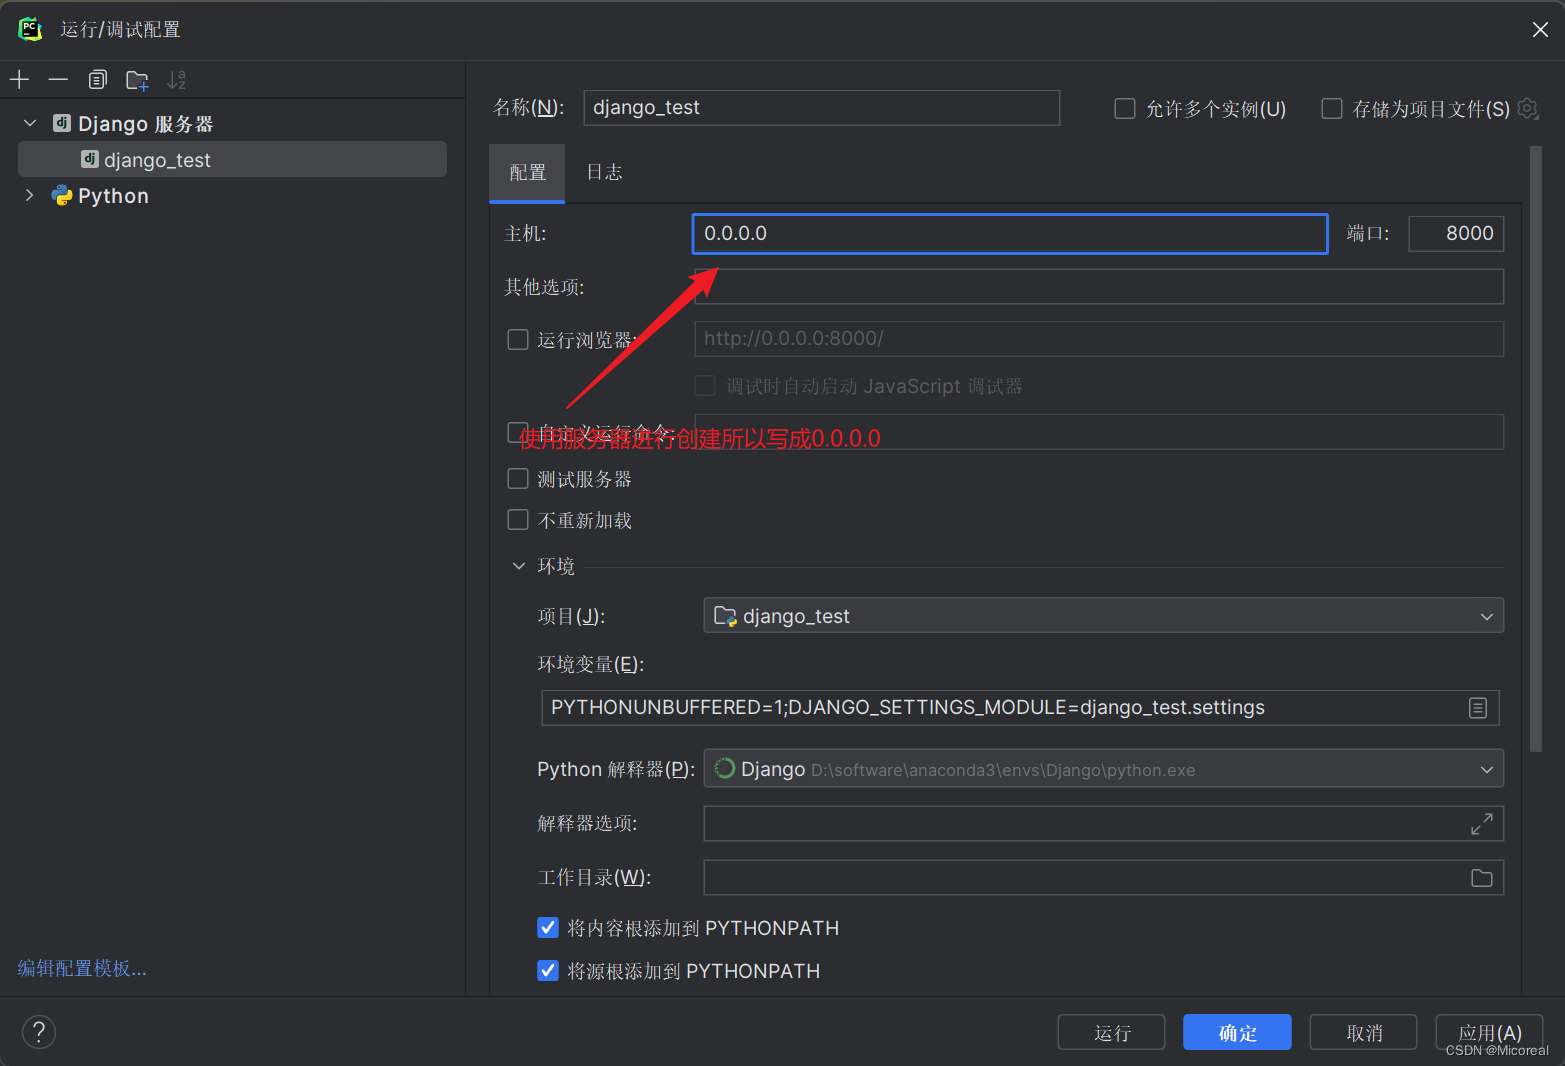 运行/调试配置
Django 服务器
django_test
Python
编辑配置模板...
名称(N): django_test 允许多个实例(U) 存储为项目文件(S)
配置 日志
主机: 0.0.0.0 端口: 8000
其他选项:
运行浏览器: http://0.0.0.0:8000/
调试时自动启动 JavaScript 调试器
自定义运行命令:
使用服务器进行创建所以写成0.0.0.0
测试服务器
不重新加载
环境
项目(J): django_test
环境变量(E):
PYTHONUNBUFFERED=1;DJANGO_SETTINGS_MODULE=django_test.settings
Python 解释器(P): Django D:\software\anaconda3\envs\Django\python.exe
解释器选项:
工作目录(W):
将内容根添加到 PYTHONPATH
将源根添加到 PYTHONPATH
? 运行 确定 取消 应用(A)
CSDN @Micoreal